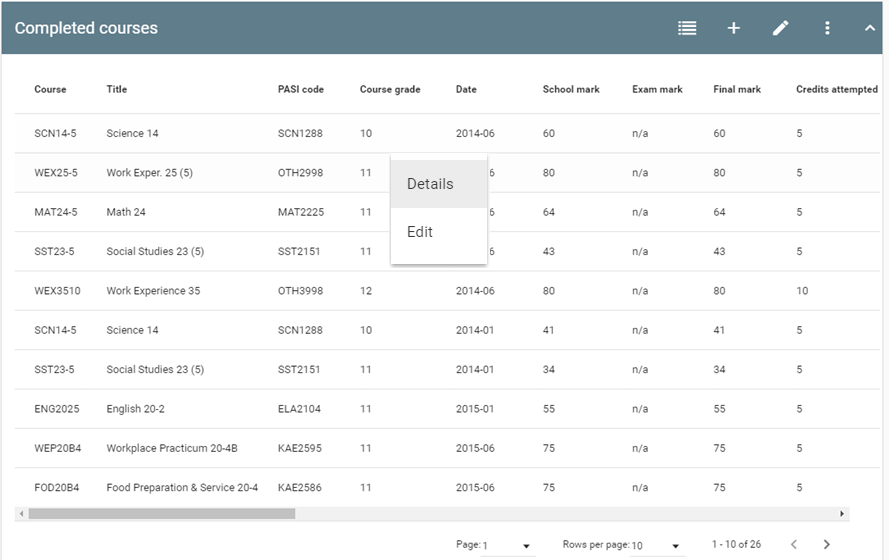 Completed courses
Course Title PASI code Course grade Date School mark Exam mark Final mark Credits attempted
SCN14-5 Science 14 SCN1288 10 2014-06 60 n/a 60 5
WEX25-5 Work Exper. 25 (5) OTH2998 11 6 80 n/a 80 5
Details
MAT24-5 Math 24 MAT2225 11 6 64 n/a 64 5
Edit
SST23-5 Social Studies 23 (5) SST2151 11 6 43 n/a 43 5
WEX3510 Work Experience 35 OTH3998 12 2014-06 80 n/a 80 10
SCN14-5 Science 14 SCN1288 10 2014-01 41 n/a 41 5
SST23-5 Social Studies 23 (5) SST2151 11 2014-01 34 n/a 34 5
ENG2025 English 20-2 ELA2104 11 2015-01 55 n/a 55 5
WEP20B4 Workplace Practicum 20-4B KAE2595 11 2015-06 75 n/a 75 5
FOD20B4 Food Preparation & Service 20-4 KAE2586 11 2015-06 75 n/a 75 5
Page: 1 Rows per page: 10 1 - 10 of 26